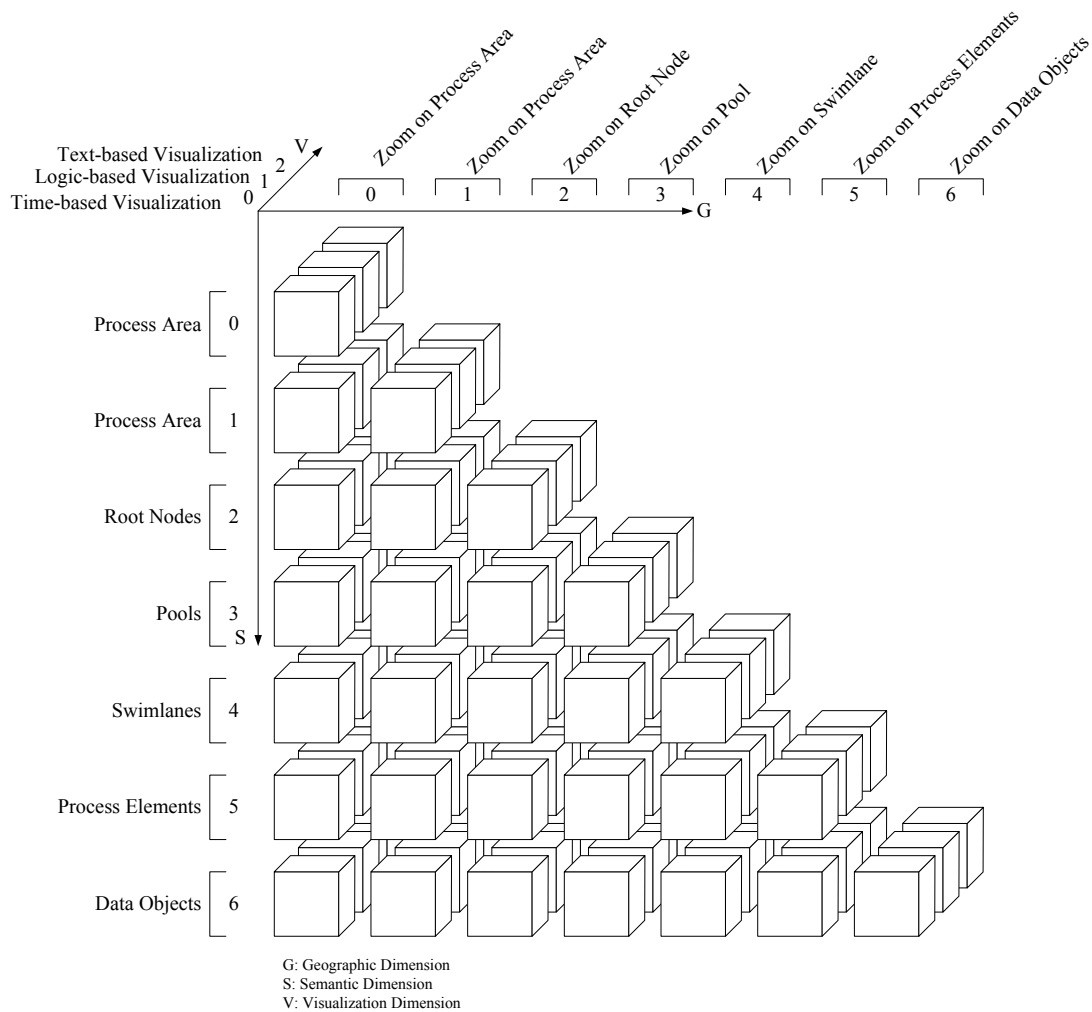 Zoom on Process Area
Zoom on Process Area
Zoom on Root Node
Zoom on Pool
Zoom on Swimlane
Zoom on Process Elements
Zoom on Data Objects
V
Text-based Visualization 2
Logic-based Visualization 1
Time-based Visualization 0
0 1 2 3 4 5 6
G
Process Area 0
Process Area 1
Root Nodes 2
Pools 3
S
Swimlanes 4
Process Elements 5
Data Objects 6
G: Geographic Dimension
S: Semantic Dimension
V: Visualization Dimension